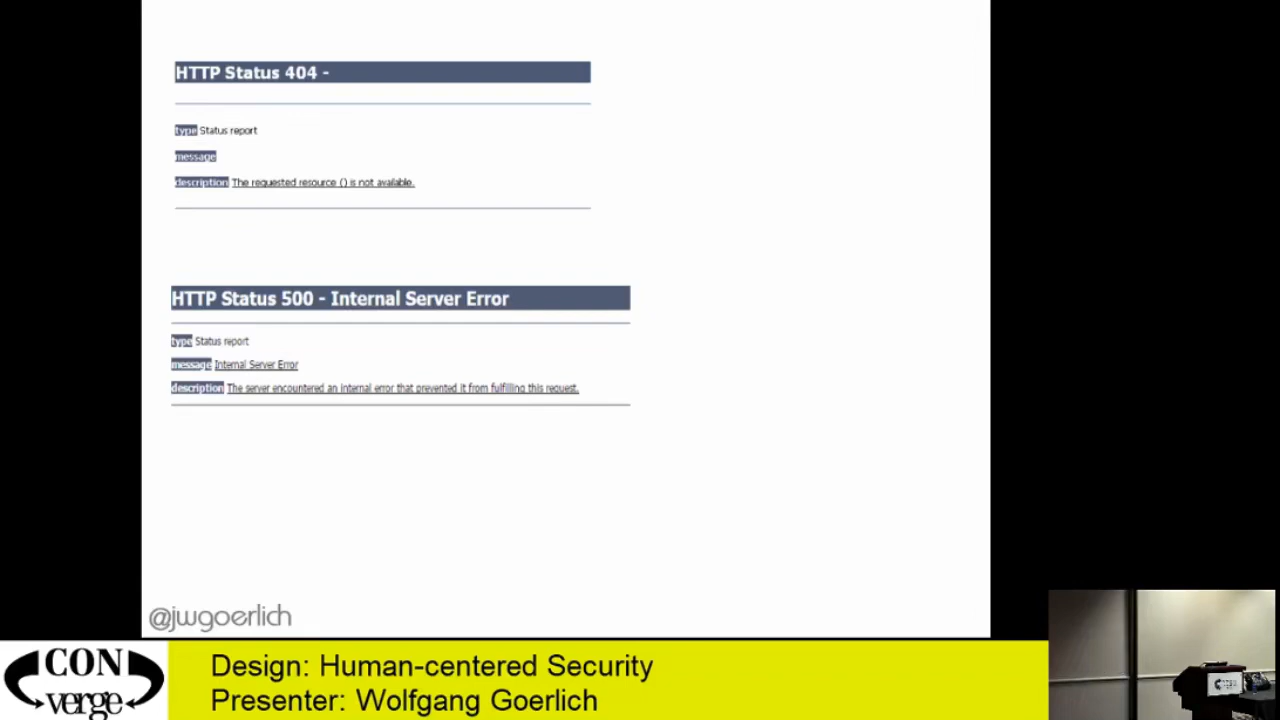 HTTP Status 404 -
type Status report
message
description The requested resource () is not available.
HTTP Status 500 - Internal Server Error
type Status report
message Internal Server Error
description The server encountered an internal error that prevented it from fulfilling this request.
@jwgoerlich
CON
verge
Design: Human-centered Security
Presenter: Wolfgang Goerlich